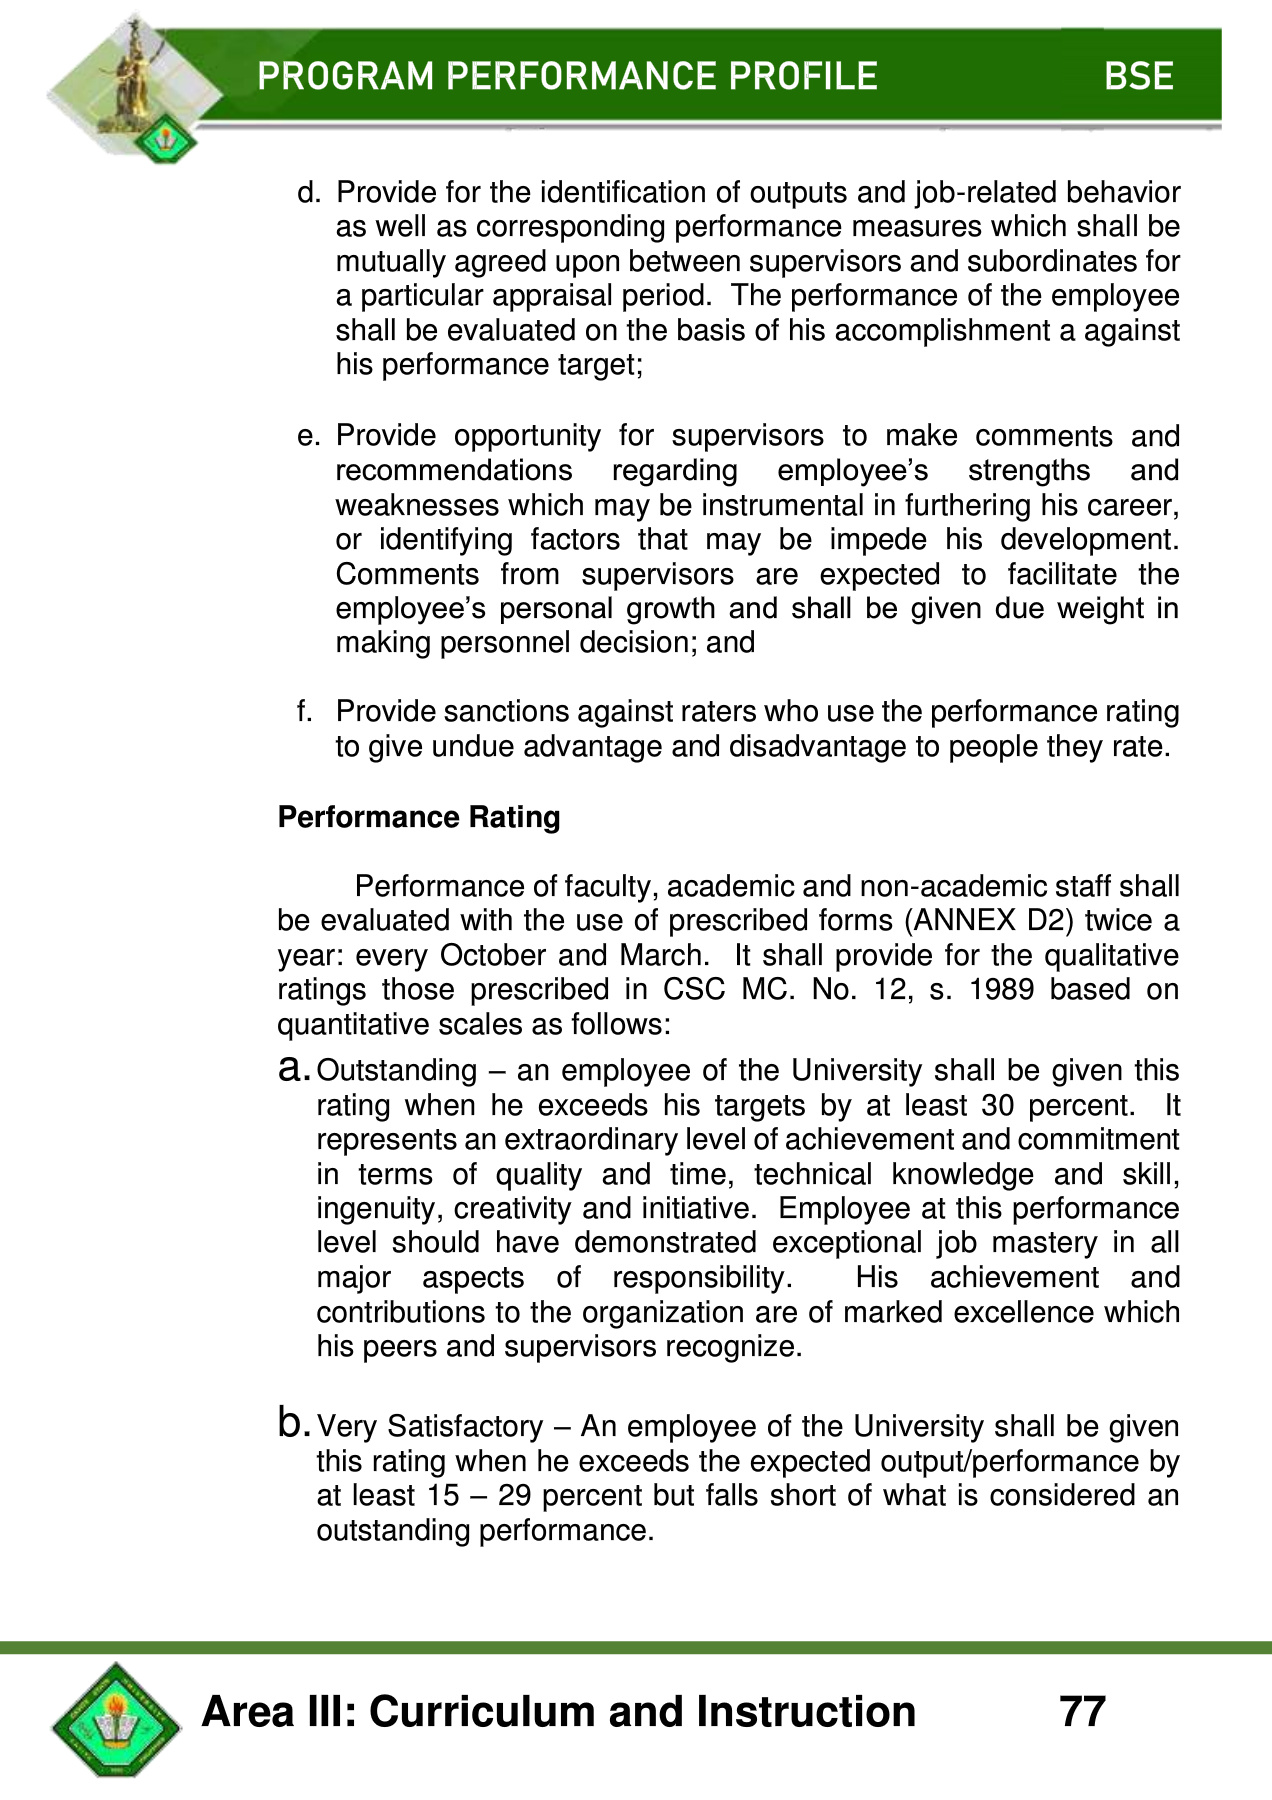 PROGRAM PERFORMANCE PROFILE BSE
d. Provide for the identification of outputs and job-related behavior
as well as corresponding performance measures which shall be
mutually agreed upon between supervisors and subordinates for
a particular appraisal period. The performance of the employee
shall be evaluated on the basis of his accomplishment a against
his performance target;
e. Provide opportunity for supervisors to make comments and
recommendations regarding employee's strengths and
weaknesses which may be instrumental in furthering his career,
or identifying factors that may be impede his development.
Comments from supervisors are expected to facilitate the
employee's personal growth and shall be given due weight in
making personnel decision; and
f. Provide sanctions against raters who use the performance rating
to give undue advantage and disadvantage to people they rate.
Performance Rating
Performance of faculty, academic and non-academic staff shall
be evaluated with the use of prescribed forms (ANNEX D2) twice a
year: every October and March. It shall provide for the qualitative
ratings those prescribed in CSC MC. No. 12, s. 1989 based on
quantitative scales as follows:
a. Outstanding – an employee of the University shall be given this
rating when he exceeds his targets by at least 30 percent. It
represents an extraordinary level of achievement and commitment
in terms of quality and time, technical knowledge and skill,
ingenuity, creativity and initiative. Employee at this performance
level should have demonstrated exceptional job mastery in all
major aspects of responsibility. His achievement and
contributions to the organization are of marked excellence which
his peers and supervisors recognize.
b. Very Satisfactory – An employee of the University shall be given
this rating when he exceeds the expected output/performance by
at least 15 – 29 percent but falls short of what is considered an
outstanding performance.
Area III: Curriculum and Instruction 77